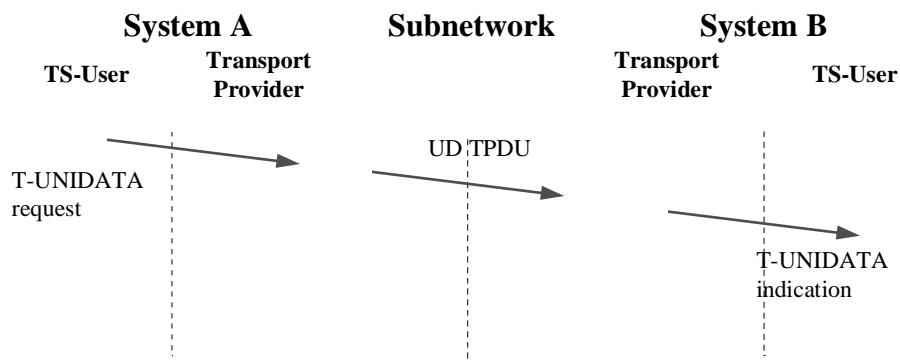 System A
Subnetwork
System B
TS-User
Transport
Provider
Transport
Provider
TS-User
UD TPDU
T-UNIDATA
request
T-UNIDATA
indication